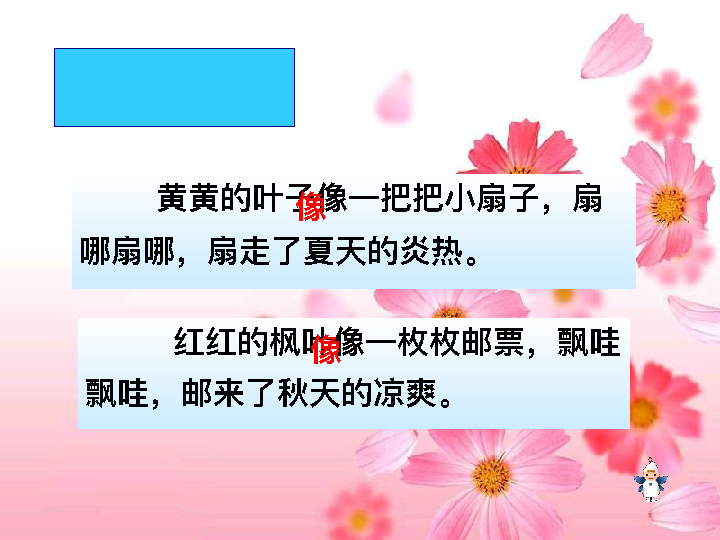 黄黄的叶子像一把把小扇子，扇
像
哪扇哪，扇走了夏天的炎热。
红红的枫叶像一枚枚邮票，飘哇
像
飘哇，邮来了秋天的凉爽。